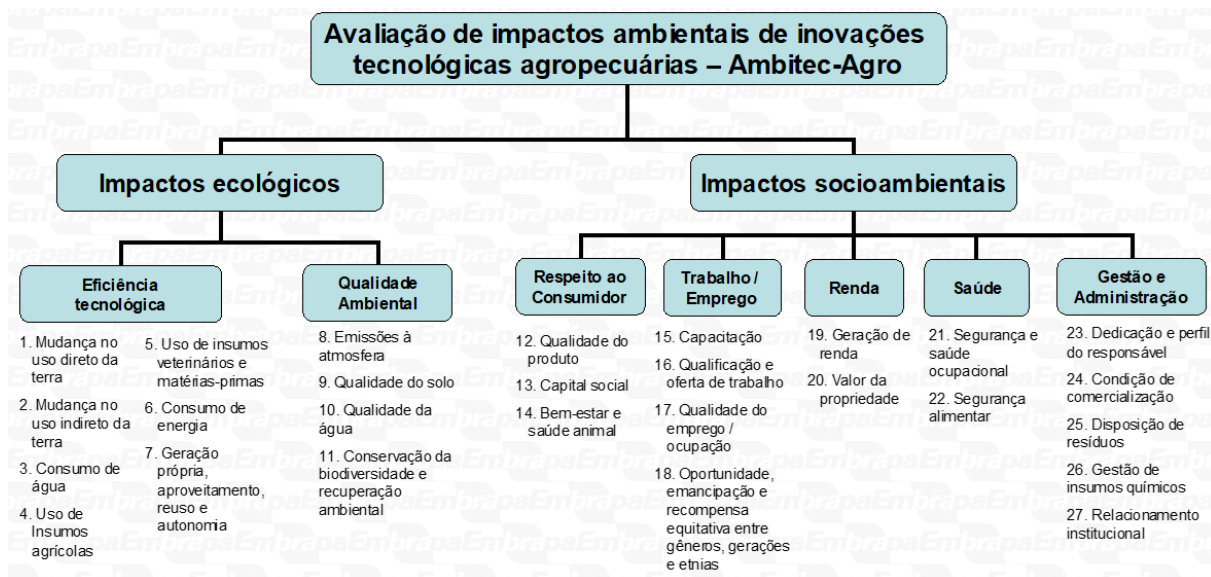 Avaliação de impactos ambientais de inovações
tecnológicas agropecuárias – Ambitec-Agro
Impactos ecológicos
Impactos socioambientais
Eficiência
tecnológica
Qualidade
Ambiental
Respeito ao
Consumidor
Trabalho /
Emprego
Renda
Saúde
Gestão e
Administração
1. Mudança no
uso direto da
terra
2. Mudança no
uso indireto da
terra
3. Consumo de
água
4. Uso de
Insumos
agrícolas
5. Uso de insumos
veterinários e
matérias-primas
6. Consumo de
energia
7. Geração
própria,
aproveitamento,
reuso e
autonomia
8. Emissões à
atmosfera
9. Qualidade do solo
10. Qualidade da
água
11. Conservação da
biodiversidade e
recuperação
ambiental
12. Qualidade do
produto
13. Capital social
14. Bem-estar e
saúde animal
15. Capacitação
16. Qualificação e
oferta de trabalho
17. Qualidade do
emprego /
ocupação
18. Oportunidade,
emancipação e
recompensa
equitativa entre
gêneros, gerações
e etnias
19. Geração de
renda
20. Valor da
propriedade
21. Segurança e
saúde
ocupacional
22. Segurança
alimentar
23. Dedicação e perfil
do responsável
24. Condição de
comercialização
25. Disposição de
resíduos
26. Gestão de
insumos químicos
27. Relacionamento
institucional